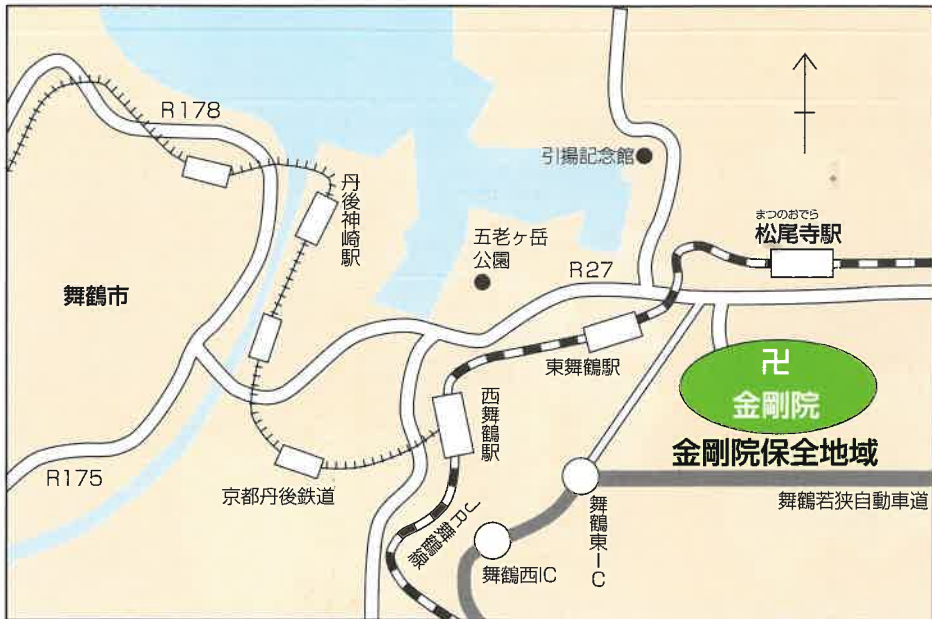 R178
引揚記念館
丹後神崎駅
まつのおでら
松尾寺駅
五老ヶ岳
公園
R27
舞鶴市
卍
金剛院
東舞鶴駅
西舞鶴駅
金剛院保全地域
R175
京都丹後鉄道
舞鶴若狭自動車道
JR舞鶴線
舞鶴東IC
舞鶴西IC